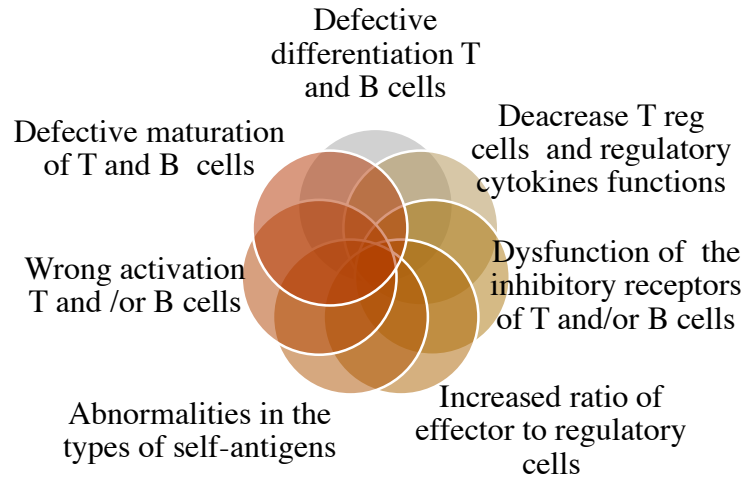 Defective
differentiation T
and B cells
Deacrease T reg
cells and regulatory
cytokines functions
Dysfunction of the
inhibitory receptors
of T and/or B cells
Increased ratio of
effector to regulatory
cells
Abnormalities in the
types of self-antigens
Wrong activation
T and /or B cells
Defective maturation
of T and B cells